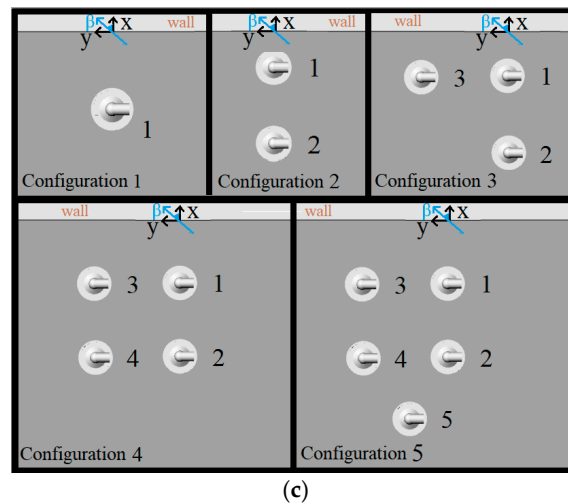 β x
y
wall
1
Configuration 1
β x
y
1
2
Configuration 2
wall
β x
y
3 1
2
Configuration 3
wall
β x
y
3 1
4 2
Configuration 4
wall
β x
y
3 1
4 2
5
Configuration 5
(c)